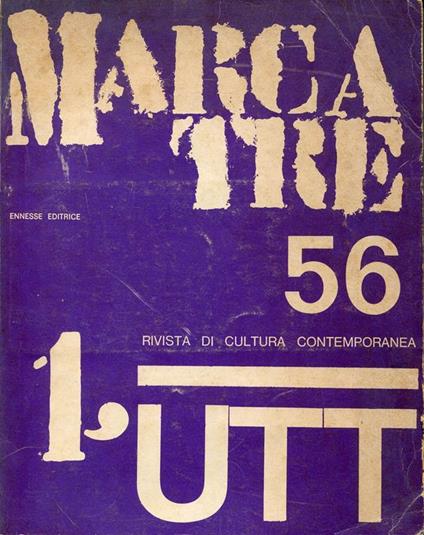 MARCA
TRE
ENNESSE EDITRICE
56
RIVISTA DI CULTURA CONTEMPORANEA
1,
UTT